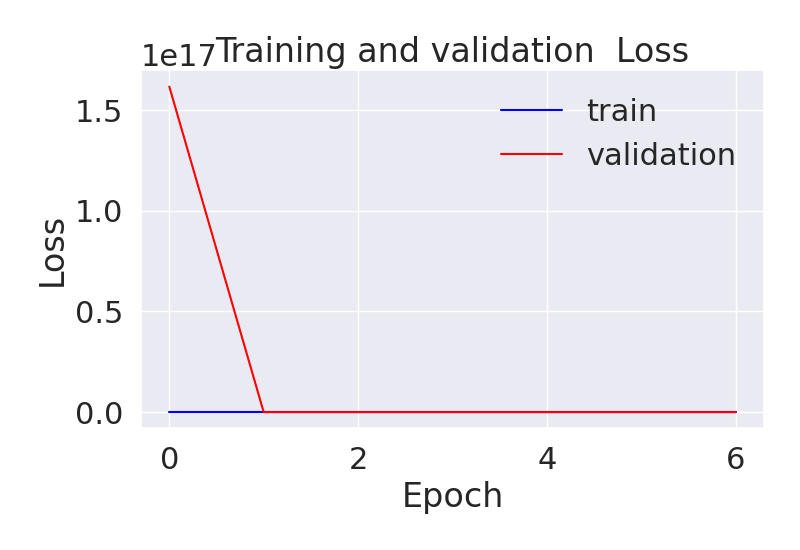 1e17
Training and validation  Loss
train
validation
Loss
1.5
1.0
0.5
0.0
0 2 4 6
Epoch